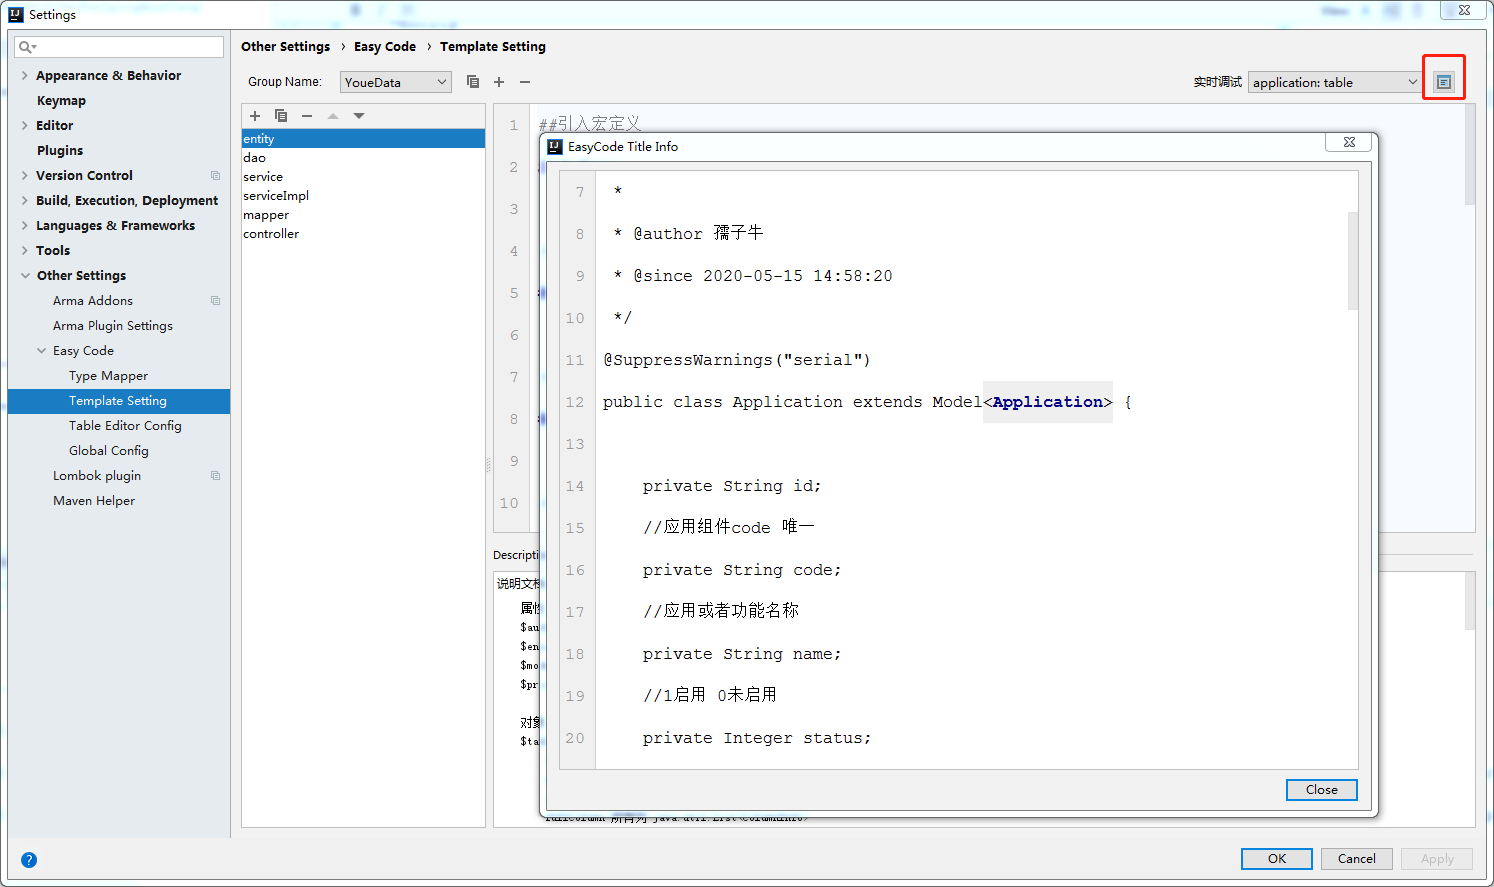 Settings
Appearance & Behavior
Keymap
Editor
Plugins
Version Control
Build, Execution, Deployment
Languages & Frameworks
Tools
Other Settings
Arma Addons
Arma Plugin Settings
Easy Code
Type Mapper
Template Setting
Table Editor Config
Global Config
Lombok plugin
Maven Helper
Other Settings › Easy Code › Template Setting
Group Name: YoueData
实时调试 application: table
entity
dao
service
serviceImpl
mapper
controller
1 ##引入宏定义
2
3
4
5
6
7
8
9
10
EasyCode Title Info
7 *
8 * @author 孺子牛
9 * @since 2020-05-15 14:58:20
10 */
11 @SuppressWarnings("serial")
12 public class Application extends Model<Application> {
13
14 private String id;
15 //应用组件code 唯一
16 private String code;
17 //应用或者功能名称
18 private String name;
19 //1启用 0未启用
20 private Integer status;
Close
Descripti
说明文档
属性
$au
$en
$mo
$pr
对象
$ta
OK
Cancel
Apply